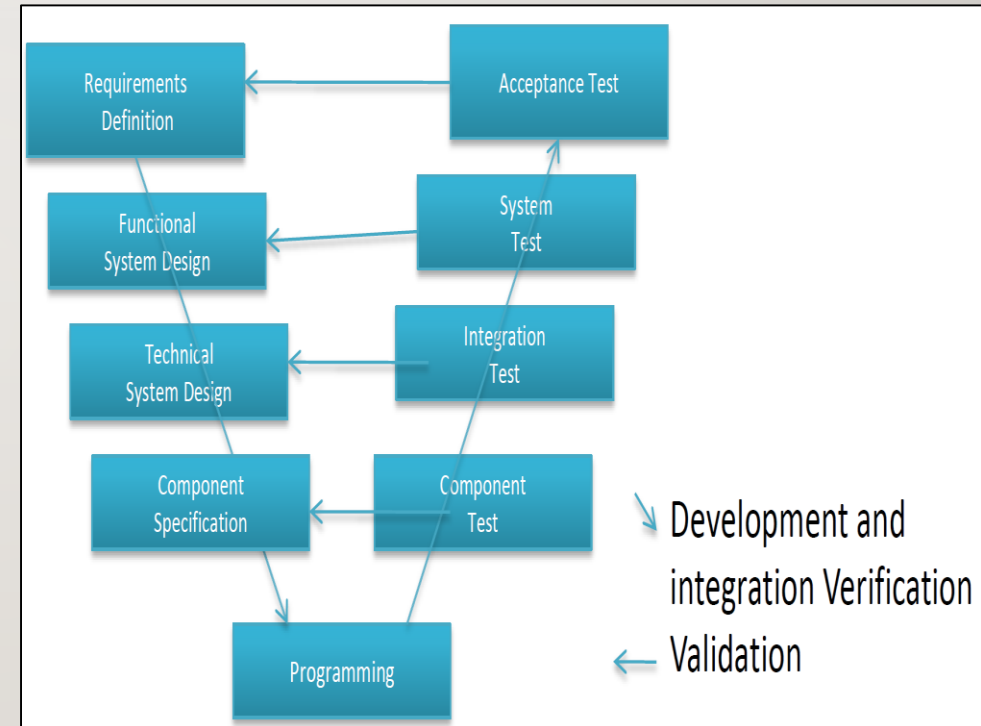 Requirements
Definition
Acceptance Test
Functional
System Design
System
Test
Technical
System Design
Integration
Test
Component
Specification
Component
Test
Programming
Development and
integration Verification
Validation